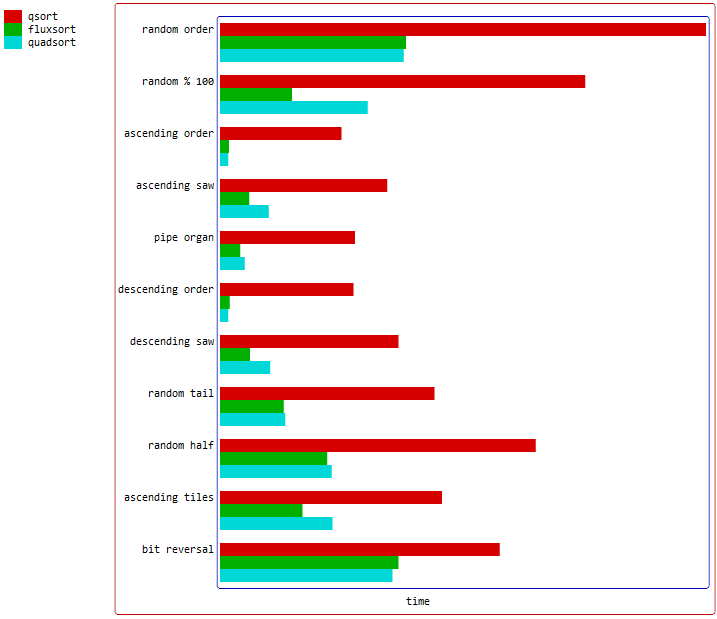 qsort
fluxsort
quadsort
random order
random % 100
ascending order
ascending saw
pipe organ
descending order
descending saw
random tail
random half
ascending tiles
bit reversal
time